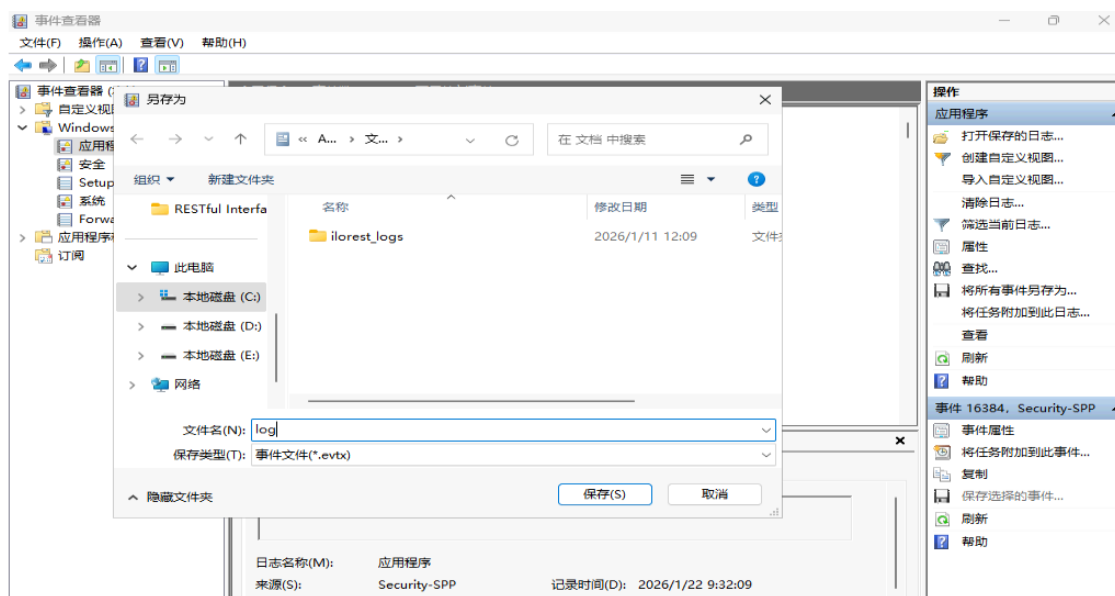 事件查看器
文件(F) 操作(A) 查看(V) 帮助(H)
事件查看器
自定义视
Windows
应用程
安全
Setup
系统
Forwa
应用程序
订阅
另存为
« A... › 文... ›
在 文档 中搜索
组织 新建文件夹
RESTful Interfa
此电脑
本地磁盘 (C:)
本地磁盘 (D:)
本地磁盘 (E:)
网络
名称 修改日期 类型
ilorest_logs 2026/1/11 12:09 文件
文件名(N): log
保存类型(T): 事件文件(*.evtx)
隐藏文件夹 保存(S) 取消
日志名称(M): 应用程序
来源(S): Security-SPP 记录时间(D): 2026/1/22 9:32:09
操作
应用程序
打开保存的日志...
创建自定义视图...
导入自定义视图...
清除日志...
筛选当前日志...
属性
查找...
将所有事件另存为...
将任务附加到此日志...
查看
刷新
帮助
事件 16384，Security-SPP
事件属性
将任务附加到此事件...
复制
保存选择的事件...
刷新
帮助